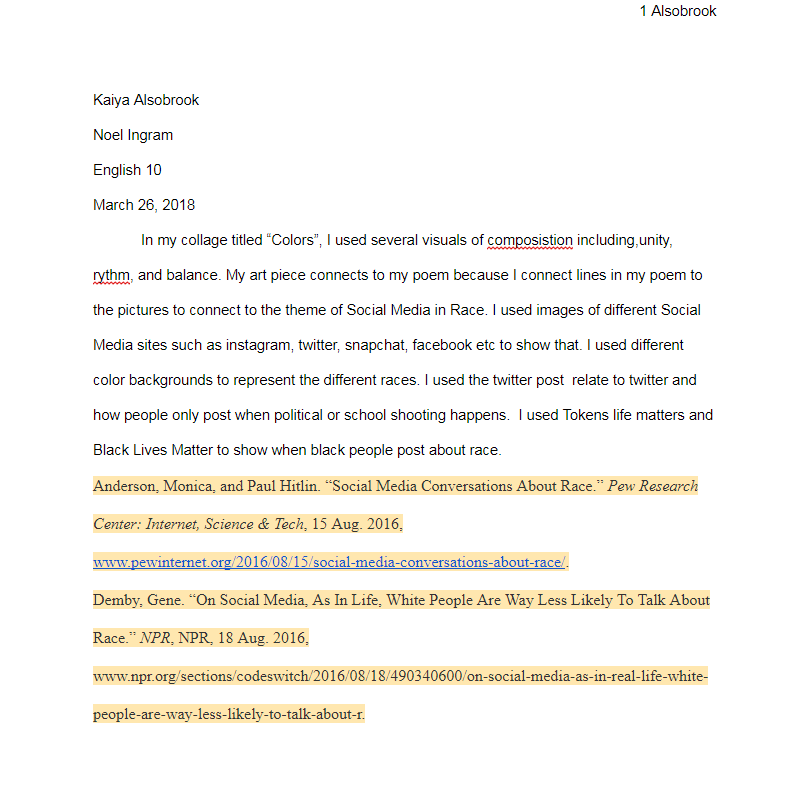 1 Alsobrook
Kaiya Alsobrook
Noel Ingram
English 10
March 26, 2018
In my collage titled “Colors”, I used several visuals of composistion including,unity,
rythm, and balance. My art piece connects to my poem because I connect lines in my poem to
the pictures to connect to the theme of Social Media in Race. I used images of different Social
Media sites such as instagram, twitter, snapchat, facebook etc to show that. I used different
color backgrounds to represent the different races. I used the twitter post  relate to twitter and
how people only post when political or school shooting happens.  I used Tokens life matters and
Black Lives Matter to show when black people post about race.
Anderson, Monica, and Paul Hitlin. “Social Media Conversations About Race.” Pew Research
Center: Internet, Science & Tech, 15 Aug. 2016,
www.pewinternet.org/2016/08/15/social-media-conversations-about-race/.
Demby, Gene. “On Social Media, As In Life, White People Are Way Less Likely To Talk About
Race.” NPR, NPR, 18 Aug. 2016,
www.npr.org/sections/codeswitch/2016/08/18/490340600/on-social-media-as-in-real-life-white-
people-are-way-less-likely-to-talk-about-r.